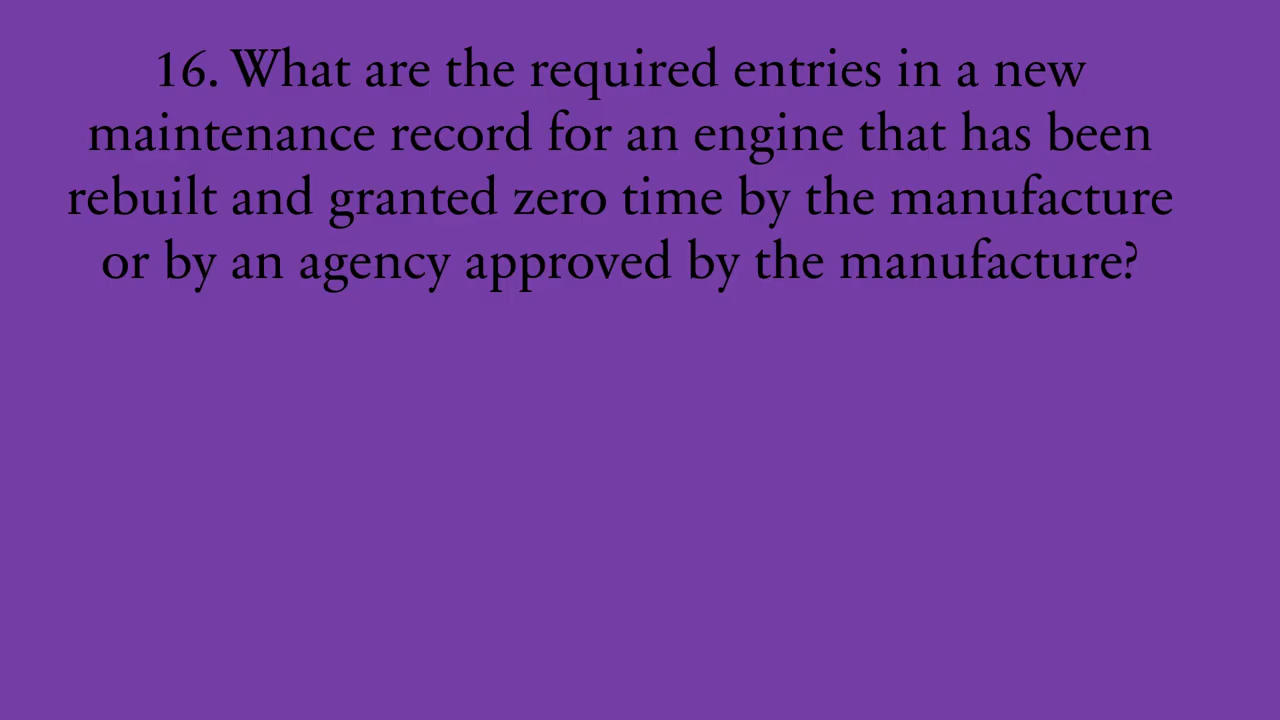 16. What are the required entries in a new
maintenance record for an engine that has been
rebuilt and granted zero time by the manufacture
or by an agency approved by the manufacture?